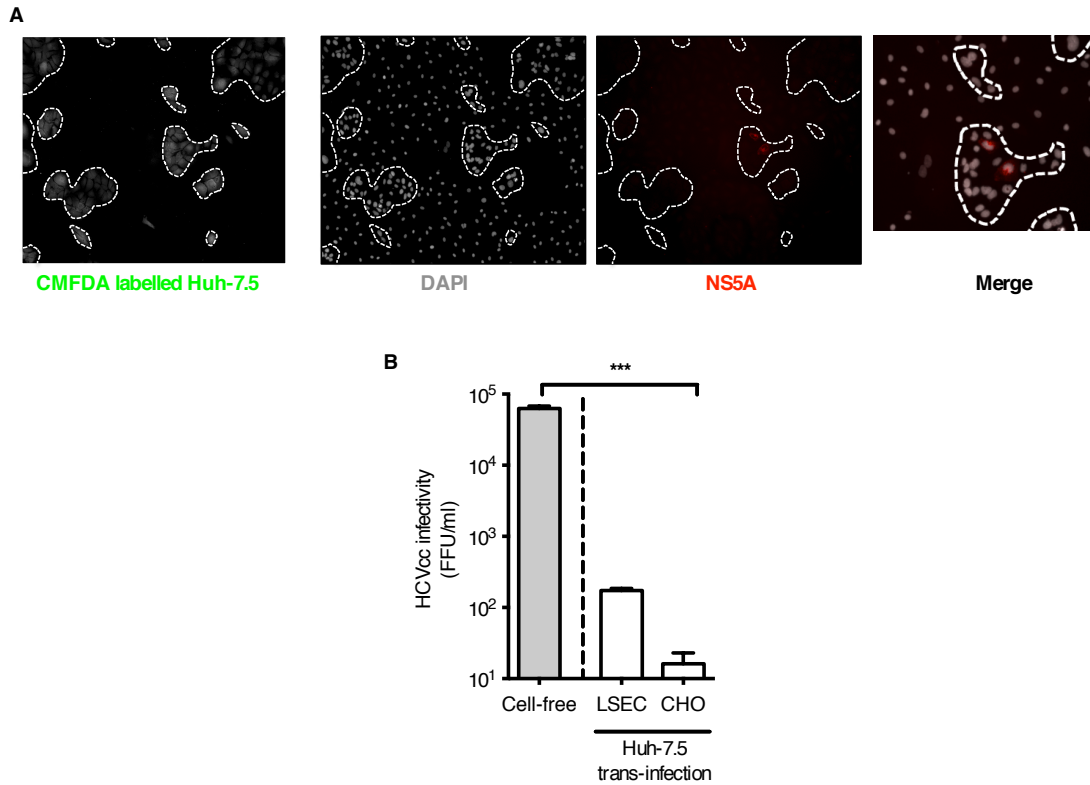 A
CMFDA labelled Huh-7.5
DAPI
NS5A
Merge
B
***
10⁵
10⁴
10³
10²
10¹
HCVcc infectivity
(FFU/ml)
Cell-free
LSEC
CHO
Huh-7.5
trans-infection